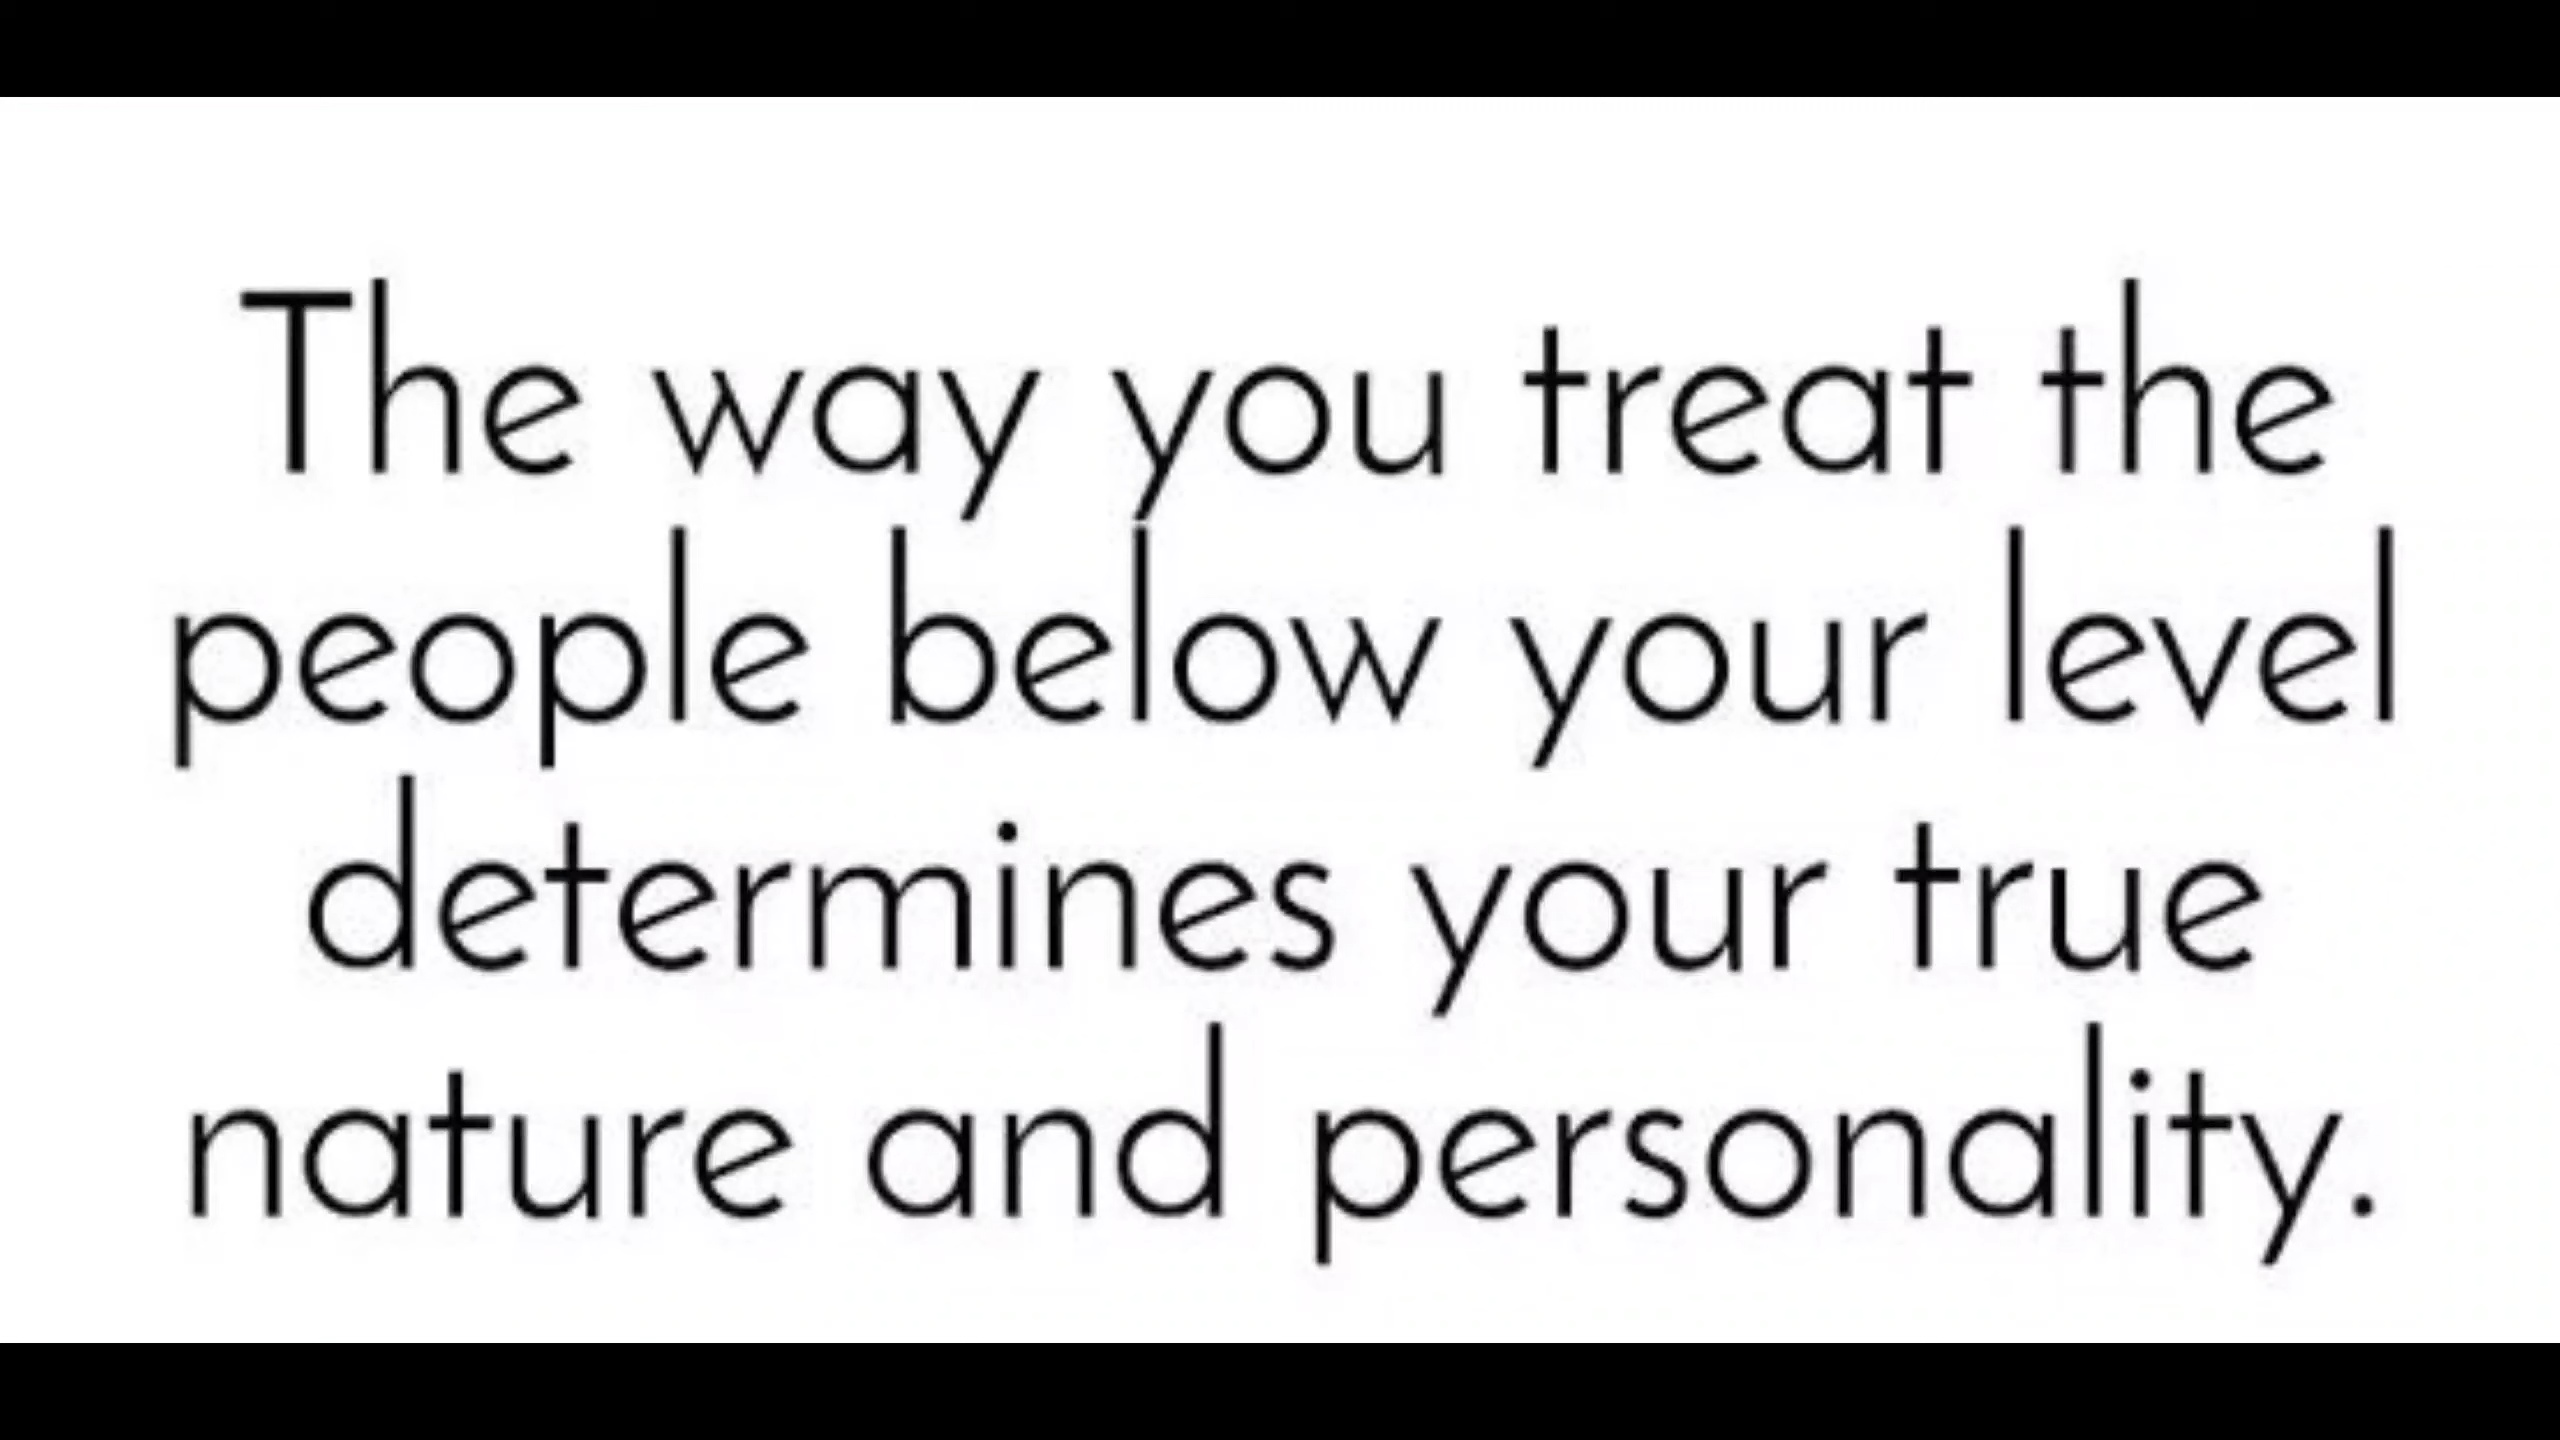 The way you treat the
people below your level
determines your true
nature and personality.